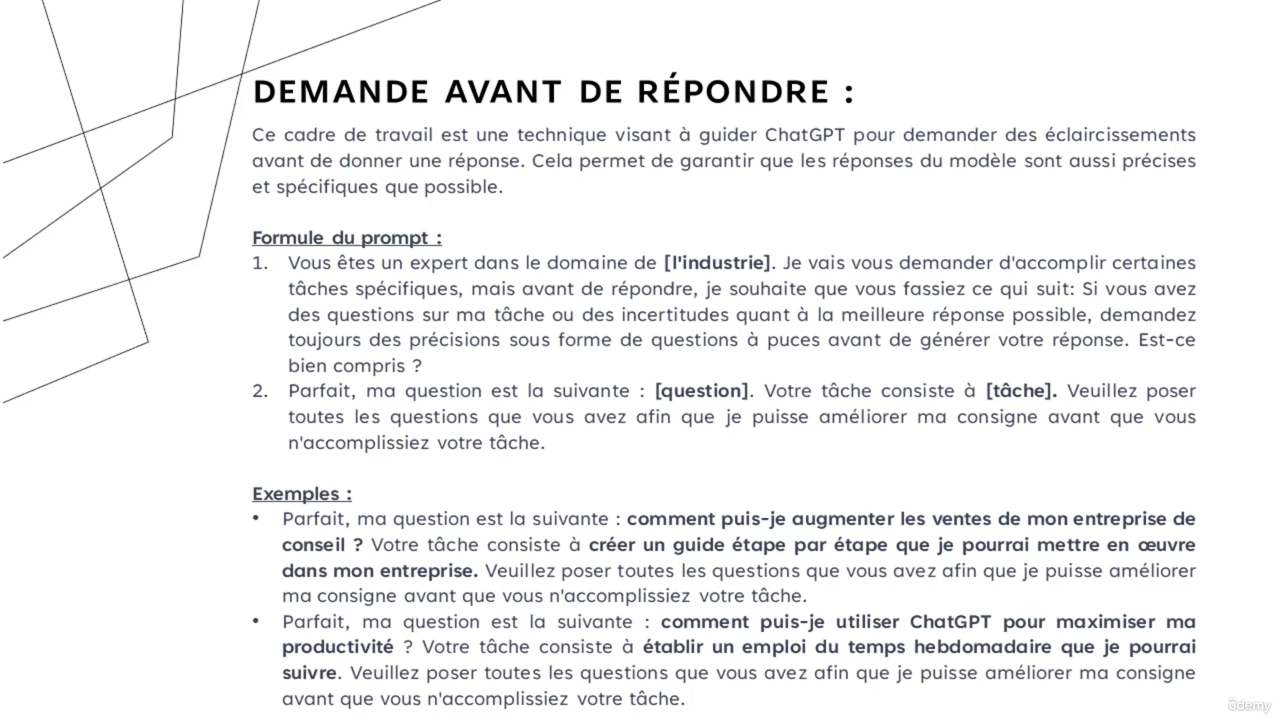 DEMANDE AVANT DE RÉPONDRE :
Ce cadre de travail est une technique visant à guider ChatGPT pour demander des éclaircissements
avant de donner une réponse. Cela permet de garantir que les réponses du modèle sont aussi précises
et spécifiques que possible.
Formule du prompt :
1. Vous êtes un expert dans le domaine de [l'industrie]. Je vais vous demander d'accomplir certaines
tâches spécifiques, mais avant de répondre, je souhaite que vous fassiez ce qui suit: Si vous avez
des questions sur ma tâche ou des incertitudes quant à la meilleure réponse possible, demandez
toujours des précisions sous forme de questions à puces avant de générer votre réponse. Est-ce
bien compris ?
2. Parfait, ma question est la suivante : [question]. Votre tâche consiste à [tâche]. Veuillez poser
toutes les questions que vous avez afin que je puisse améliorer ma consigne avant que vous
n'accomplissiez votre tâche.
Exemples :
• Parfait, ma question est la suivante : comment puis-je augmenter les ventes de mon entreprise de
conseil ? Votre tâche consiste à créer un guide étape par étape que je pourrai mettre en œuvre
dans mon entreprise. Veuillez poser toutes les questions que vous avez afin que je puisse améliorer
ma consigne avant que vous n'accomplissiez votre tâche.
• Parfait, ma question est la suivante : comment puis-je utiliser ChatGPT pour maximiser ma
productivité ? Votre tâche consiste à établir un emploi du temps hebdomadaire que je pourrai
suivre. Veuillez poser toutes les questions que vous avez afin que je puisse améliorer ma consigne
avant que vous n'accomplissiez votre tâche.
ûdemy